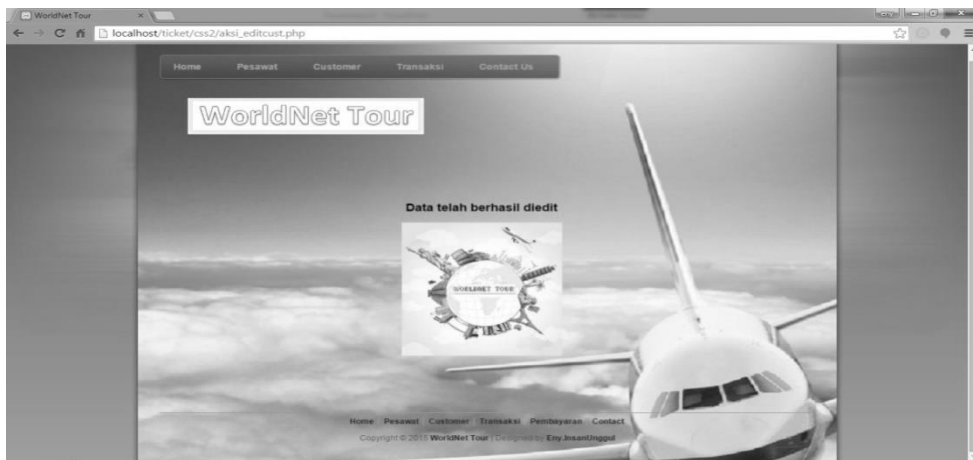 WorldNet Tour
localhost/ticket/css2/aksi_editcust.php
Home Pesawat Customer Transaksi Contact Us
WorldNet Tour
Data telah berhasil diedit
WORLDNET TOUR
Home Pesawat Customer Transaksi Pembayaran Contact
Copyright © 2015 WorldNet Tour | Designed by Eny.JosanUnggul